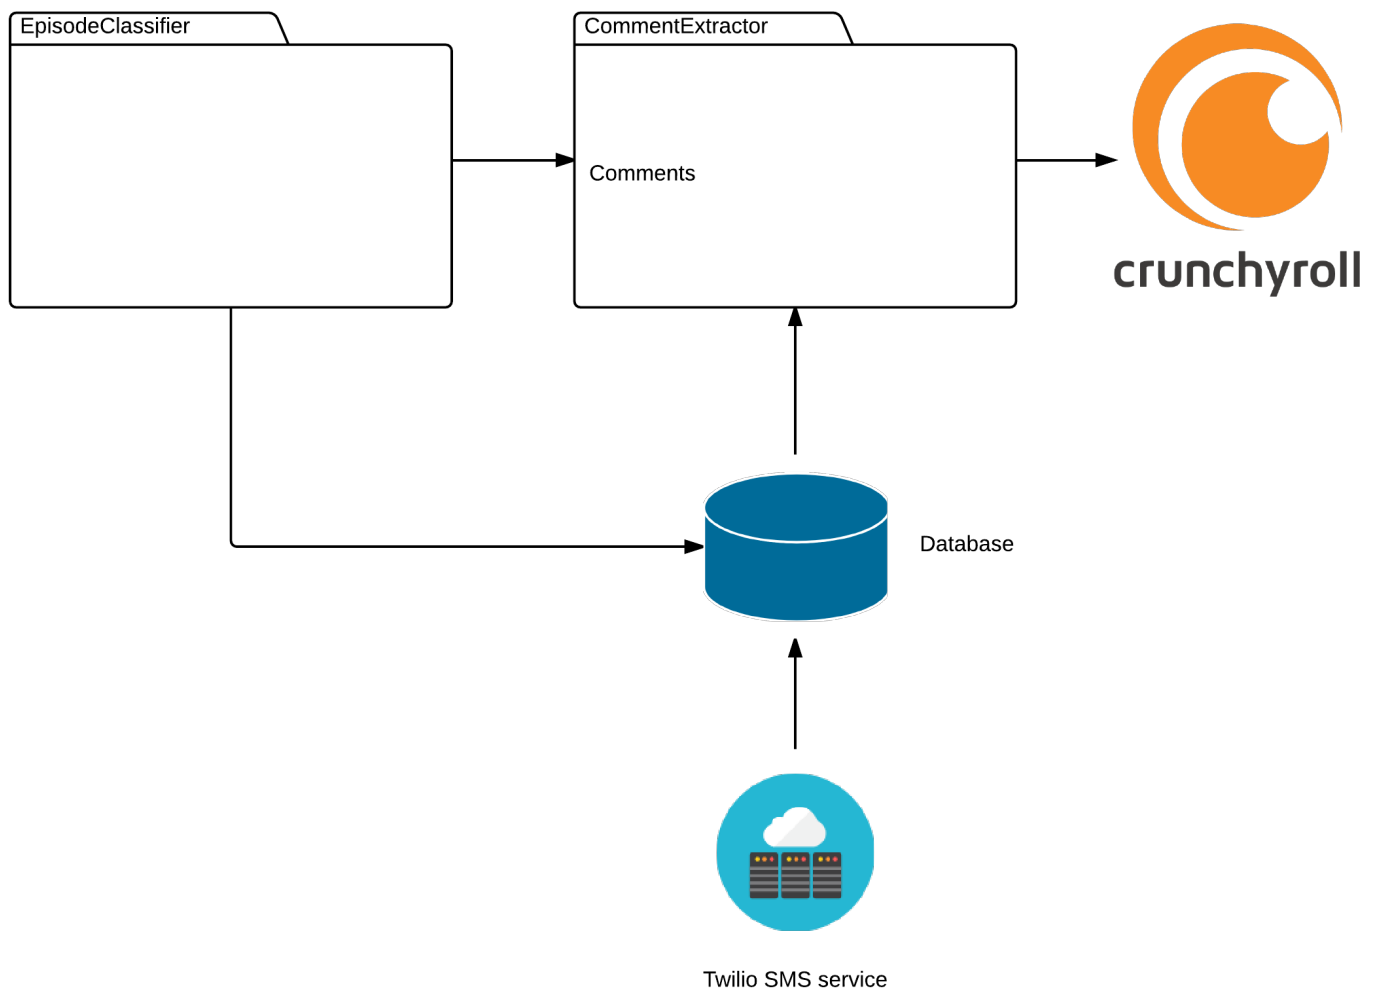 EpisodeClassifier
CommentExtractor
Comments
crunchyroll
Database
Twilio SMS service